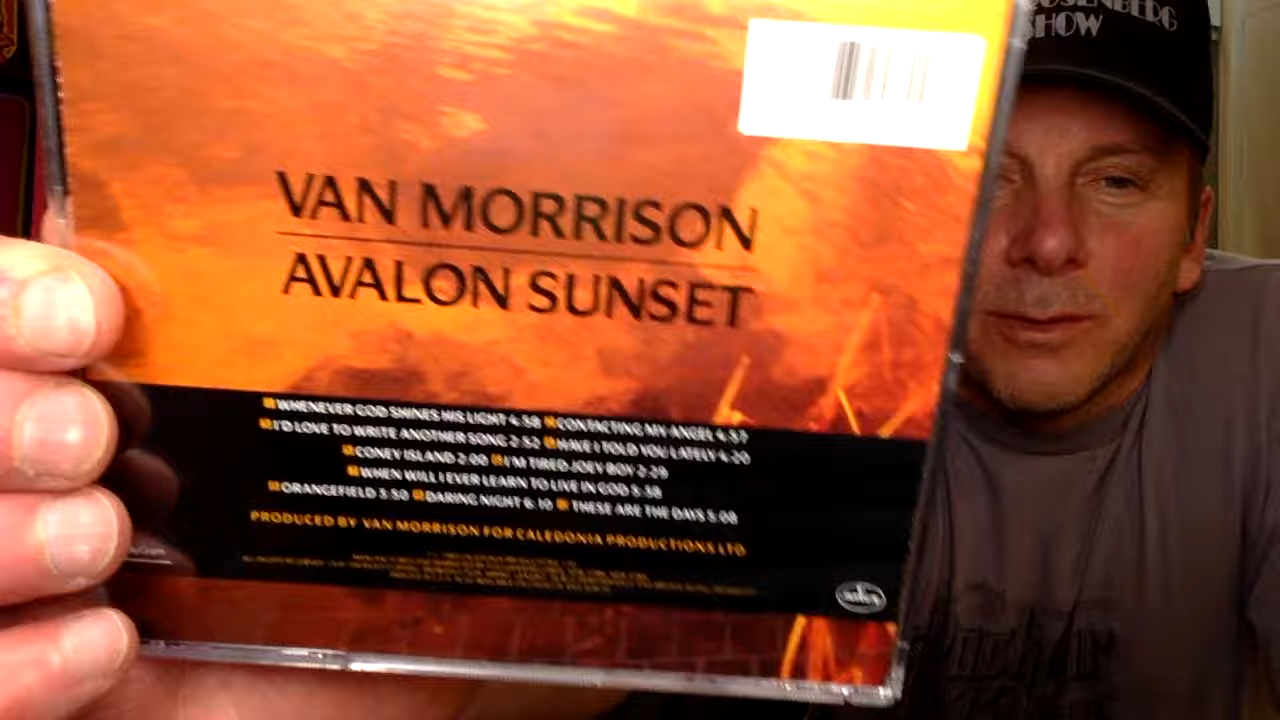 ROSENBERG
SHOW
VAN MORRISON
AVALON SUNSET
WHENEVER GOD SHINES HIS LIGHT 4.58 CONTACTING MY ANGEL 4.57
I'D LOVE TO WRITE ANOTHER SONG 2:52 HAVE I TOLD YOU LATELY 4.20
CONEY ISLAND 2:00 I'M TIRED JOEY BOY 2:29
WHEN WILL I EVER LEARN TO LIVE IN GOD 5.38
ORANGEFIELD 3.50 DARING NIGHT 6.10 THESE ARE THE DAYS 5.08
PRODUCED BY VAN MORRISON FOR CALEDONIA PRODUCTIONS LTD